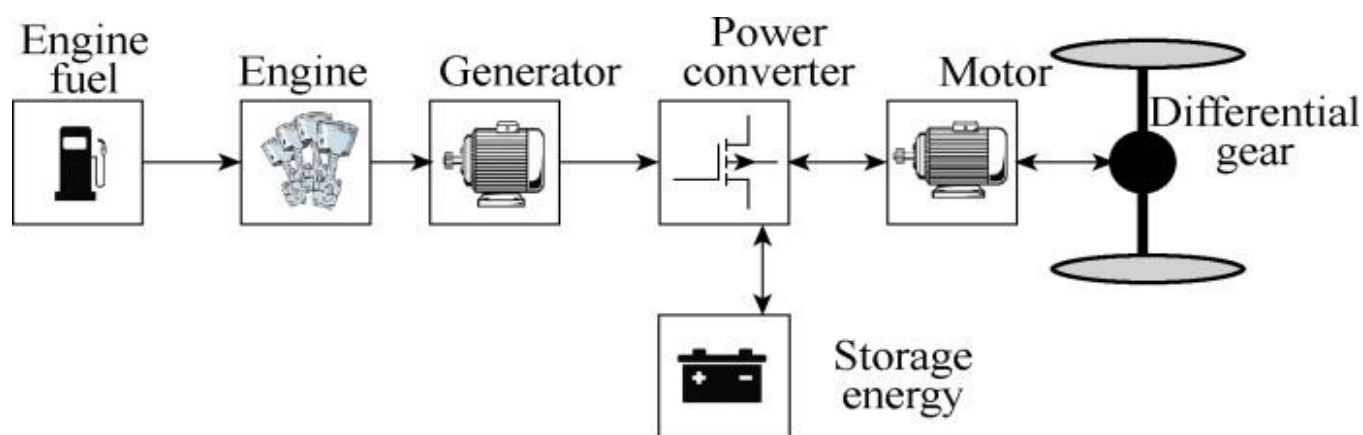 Engine
fuel
Engine
Generator
Power
converter
Motor
Differential
gear
+ -
Storage
energy